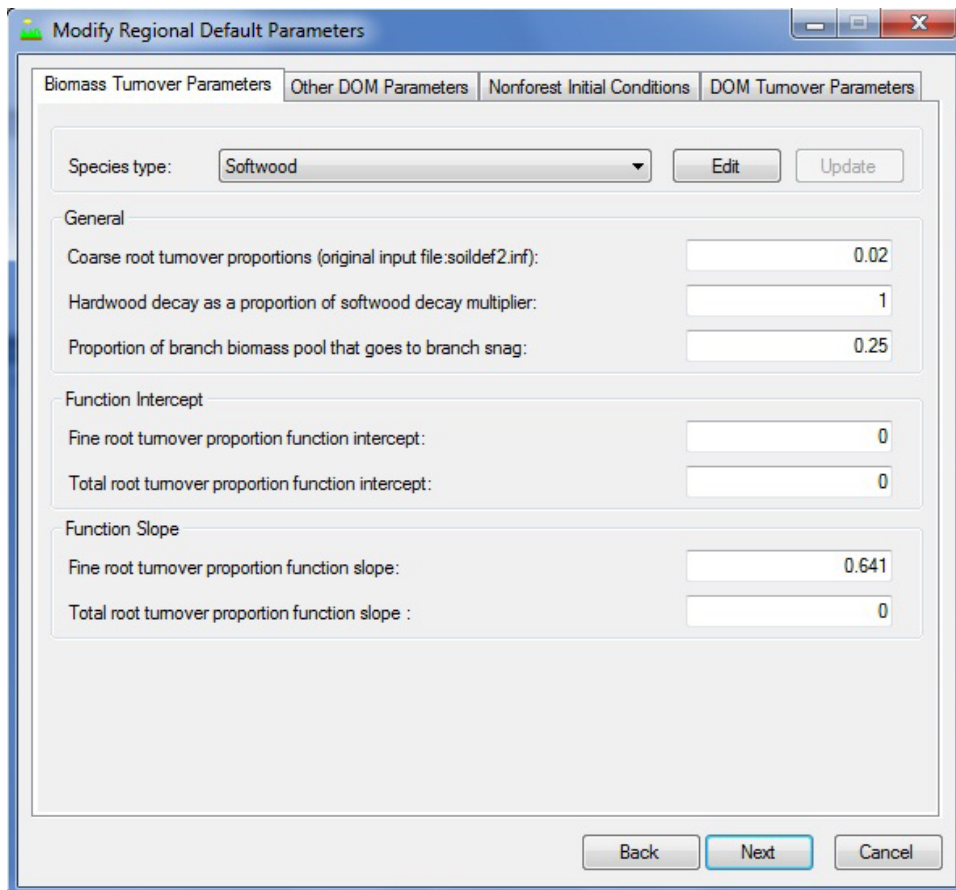 Modify Regional Default Parameters
Biomass Turnover Parameters Other DOM Parameters Nonforest Initial Conditions DOM Turnover Parameters
Species type: Softwood Edit Update
General
Coarse root turnover proportions (original input file:soildef2.inf): 0.02
Hardwood decay as a proportion of softwood decay multiplier: 1
Proportion of branch biomass pool that goes to branch snag: 0.25
Function Intercept
Fine root turnover proportion function intercept: 0
Total root turnover proportion function intercept: 0
Function Slope
Fine root turnover proportion function slope: 0.641
Total root turnover proportion function slope : 0
Back Next Cancel